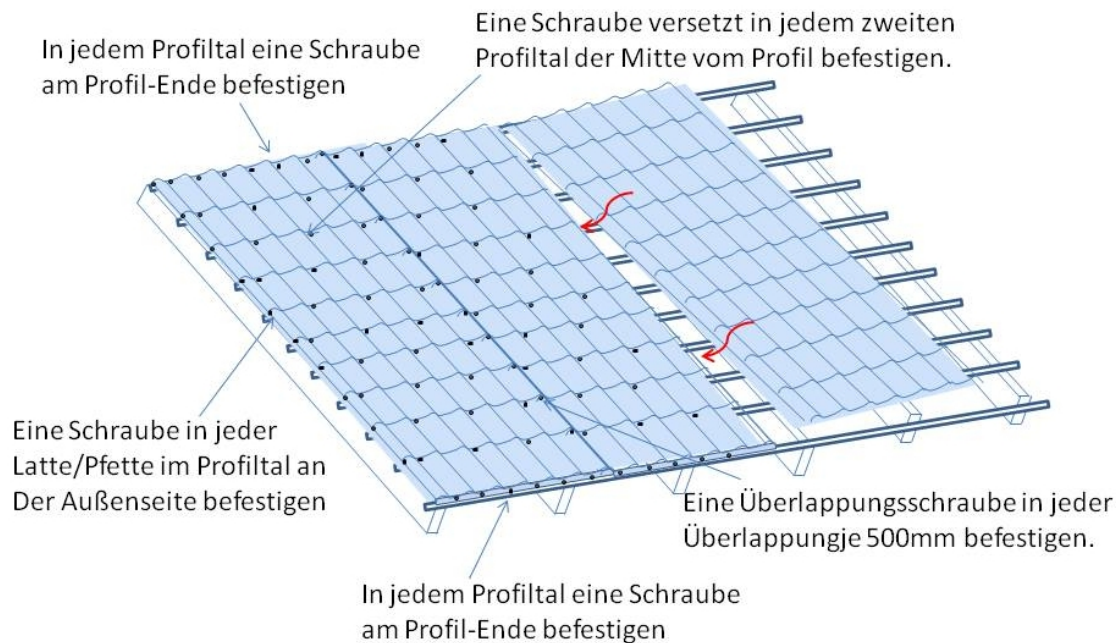 In jedem Profiltal eine Schraube
am Profil-Ende befestigen
Eine Schraube versetzt in jedem zweiten
Profiltal der Mitte vom Profil befestigen.
Eine Schraube in jeder
Latte/Pfette im Profiltal an
Der Außenseite befestigen
Eine Überlappungsschraube in jeder
Überlappungje 500mm befestigen.
In jedem Profiltal eine Schraube
am Profil-Ende befestigen